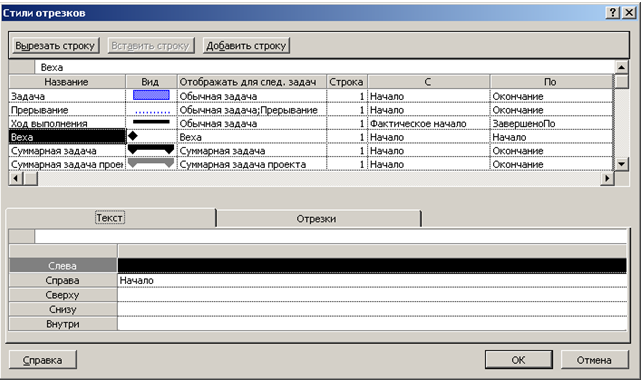 Стили отрезков
Вырезать строку Вставить строку Добавить строку
Веха
Название Вид Отображать для след. задач Строка С По
Задача Обычная задача 1 Начало Окончание
Прерывание Обычная задача;Прерывание 1 Начало Окончание
Ход выполнения Обычная задача 1 Фактическое начало ЗавершеноПо
Веха Веха 1 Начало Начало
Суммарная задача Суммарная задача 1 Начало Окончание
Суммарная задача проек Суммарная задача проекта 1 Начало Окончание
Текст Отрезки
Слева
Справа Начало
Сверху
Снизу
Внутри
Справка ОК Отмена